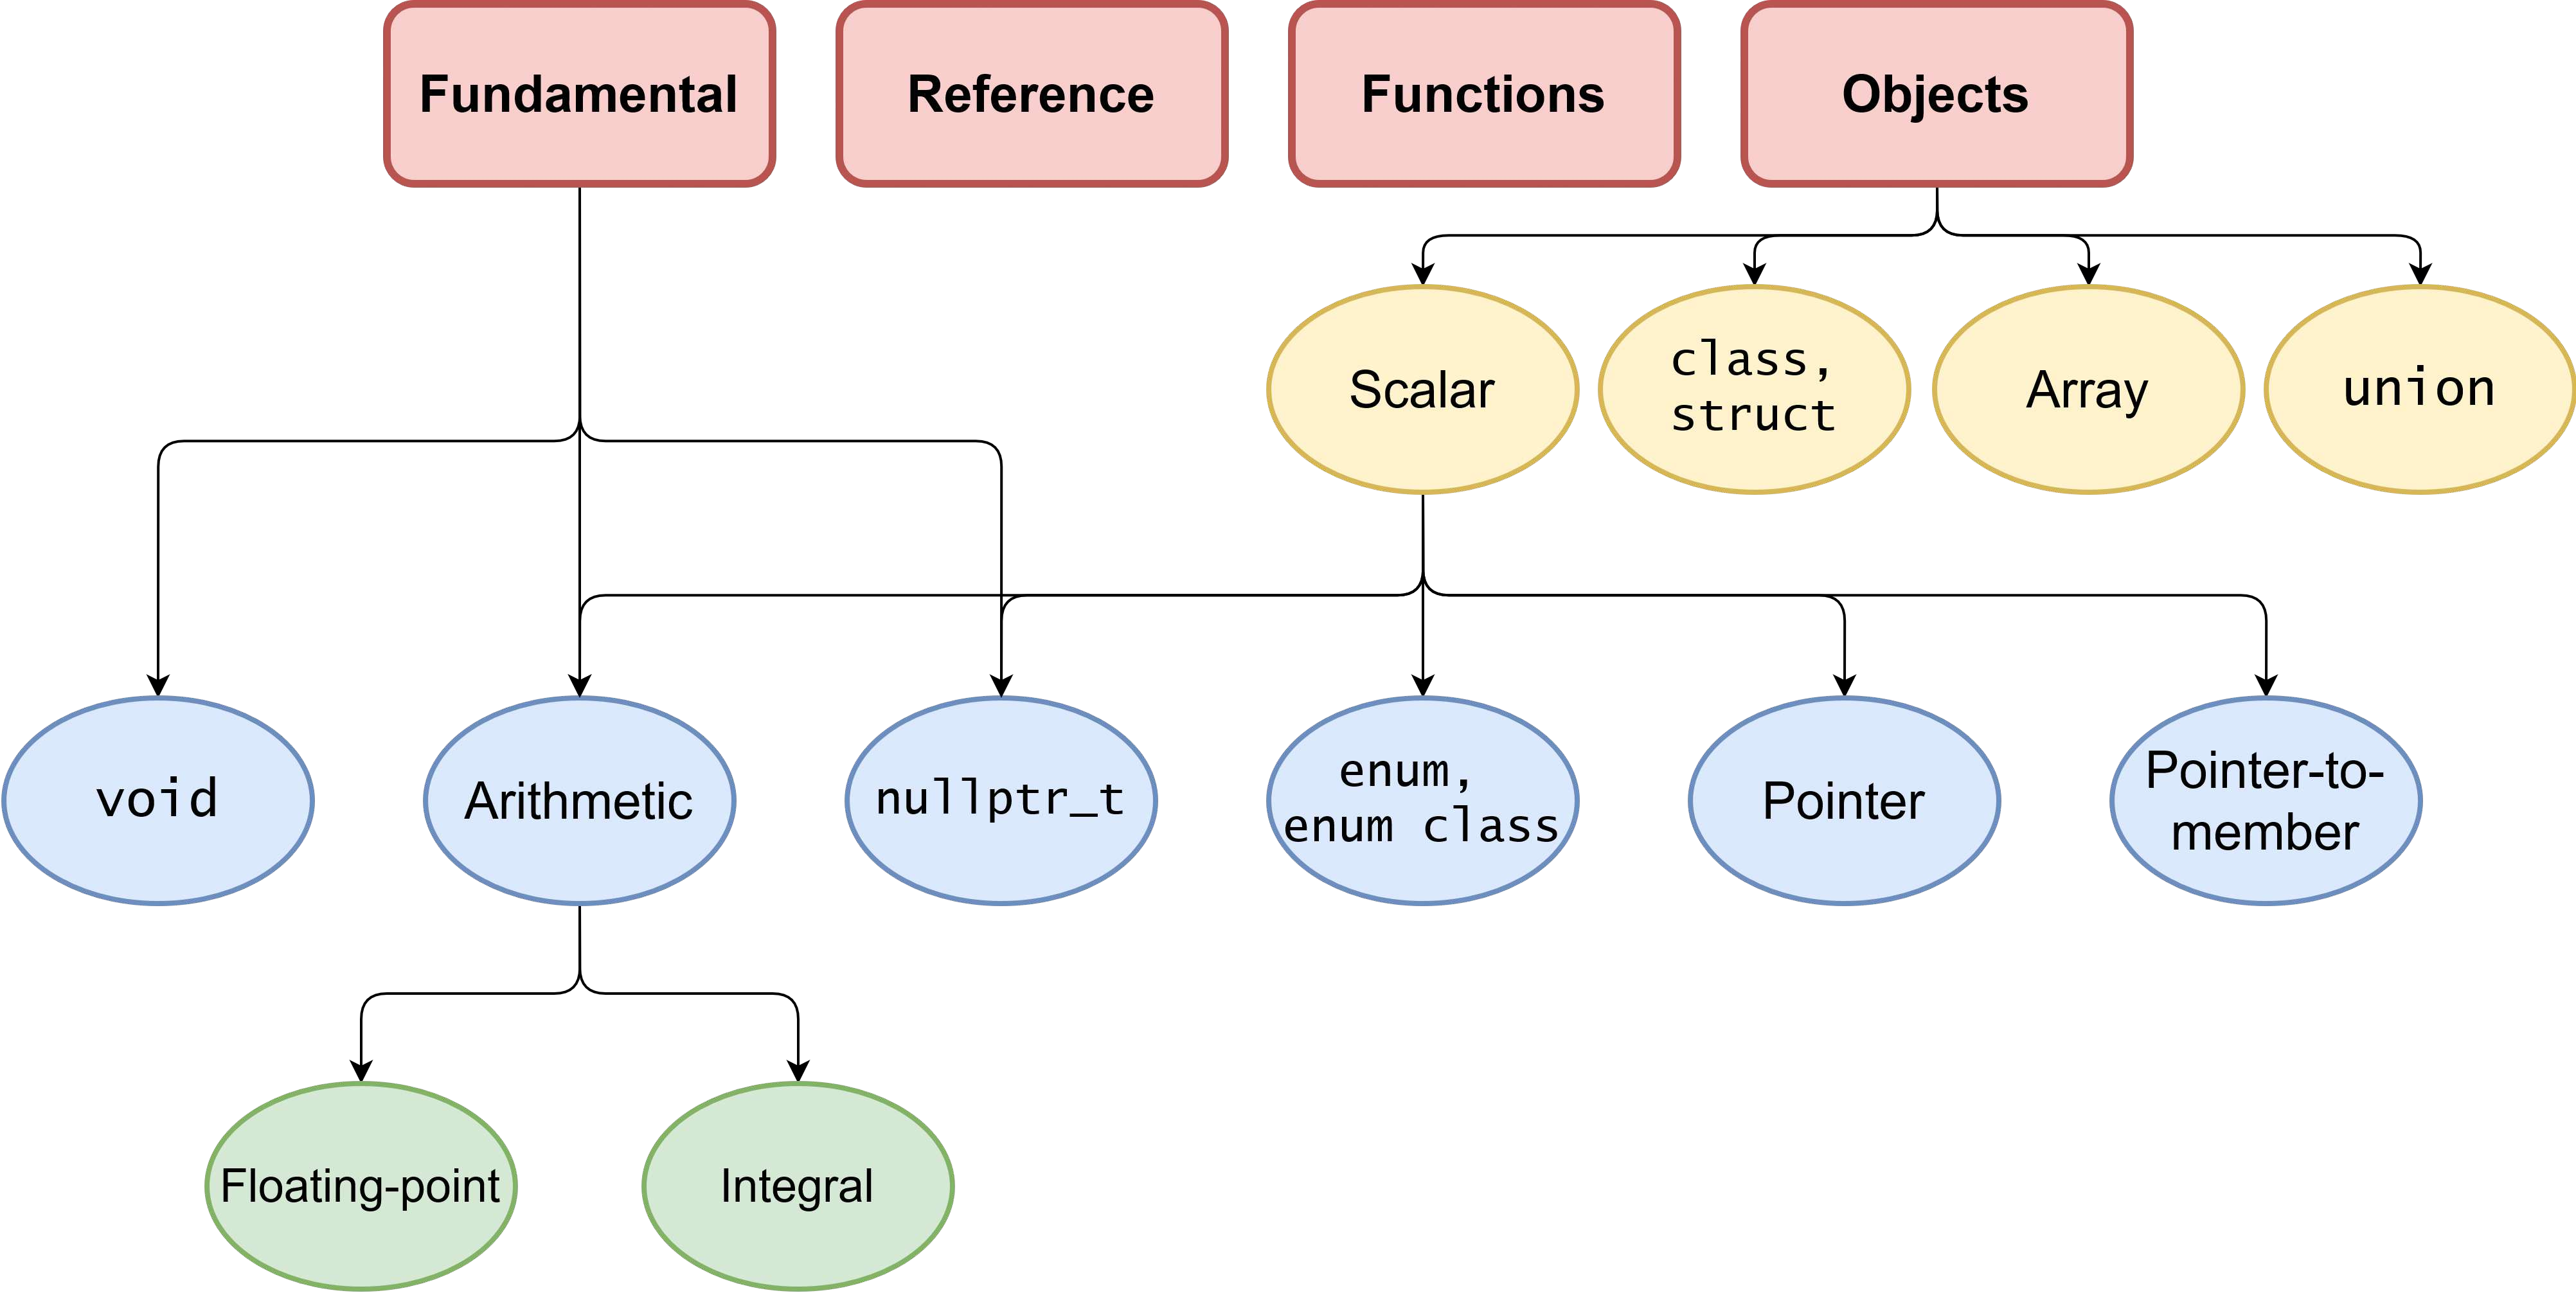 Fundamental
Reference
Functions
Objects
Scalar
class,
struct
Array
union
void
Arithmetic
nullptr_t
enum,
enum class
Pointer
Pointer-to-
member
Floating-point
Integral